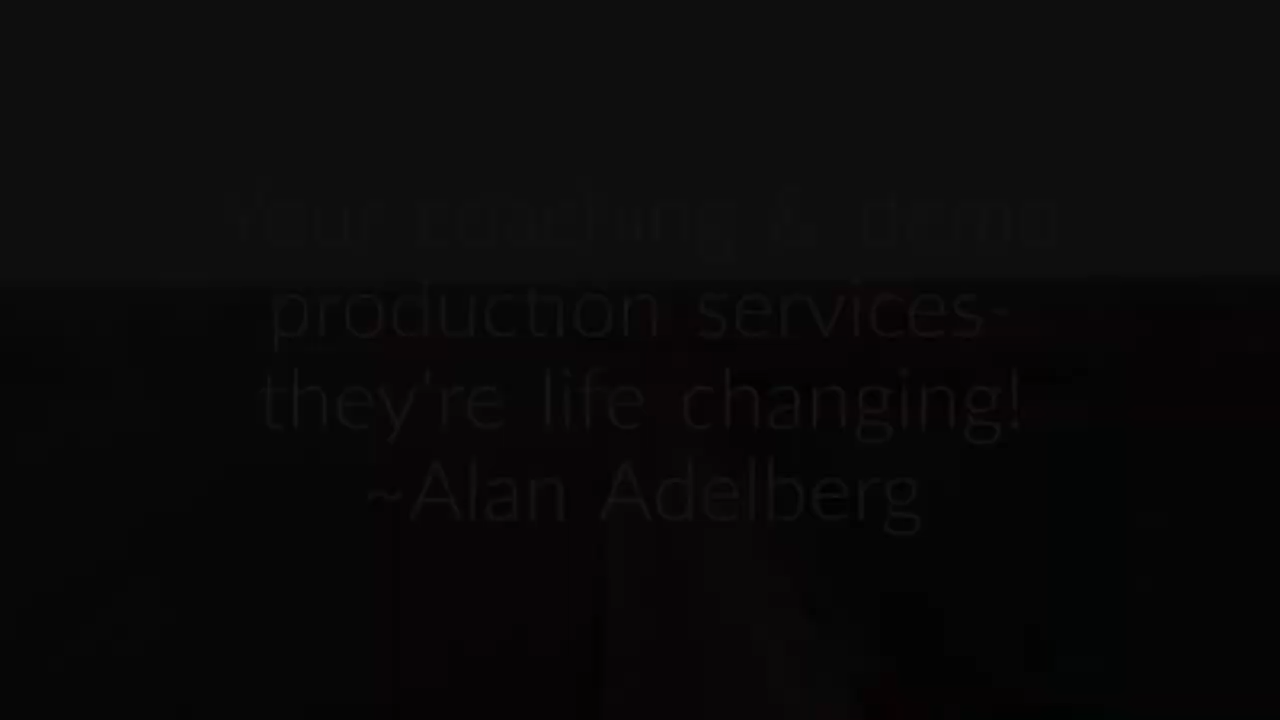 Your coaching & demo
production services-
they're life changing!
~Alan Adelberg